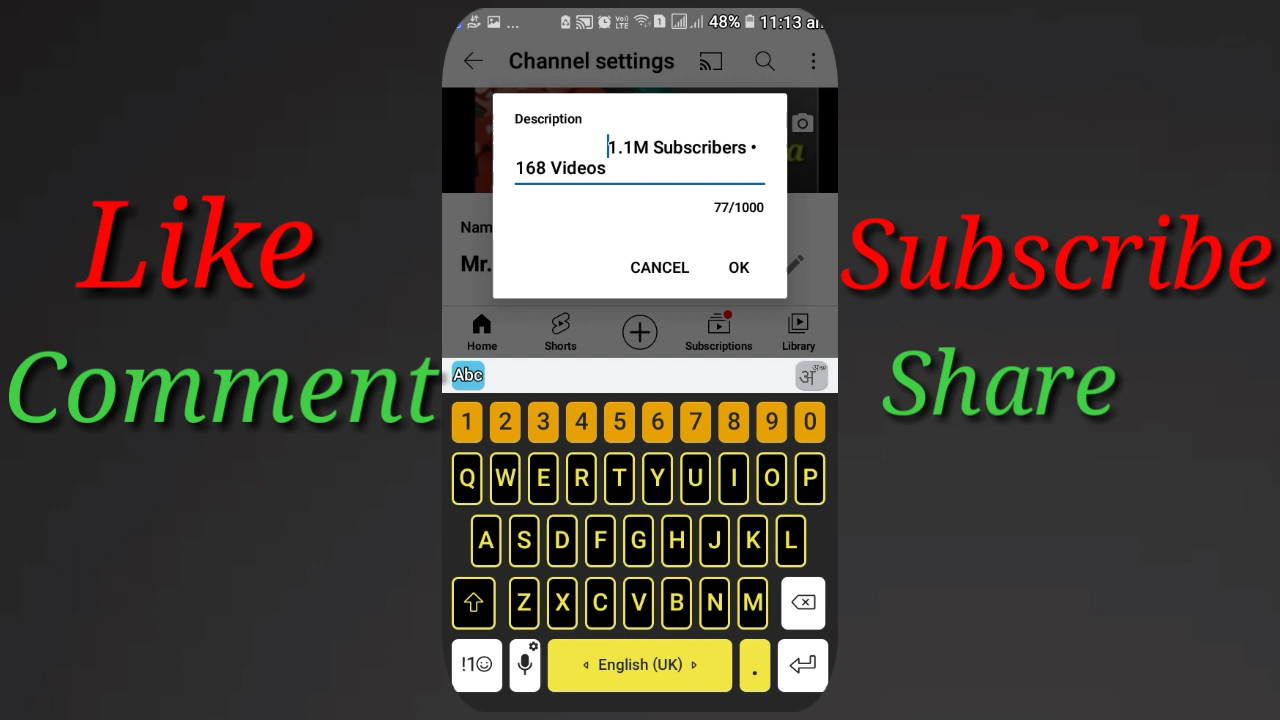 48% 11:13 a
Channel settings
Description
1.1M Subscribers •
168 Videos
77/1000
CANCEL OK
Nam
Mr.
Home Shorts Subscriptions Library
Like
Comment
Subscribe
Share
Abc
अ
1 2 3 4 5 6 7 8 9 0
Q W E R T Y U I O P
A S D F G H J K L
Z X C V B N M
!1☺ English (UK) .